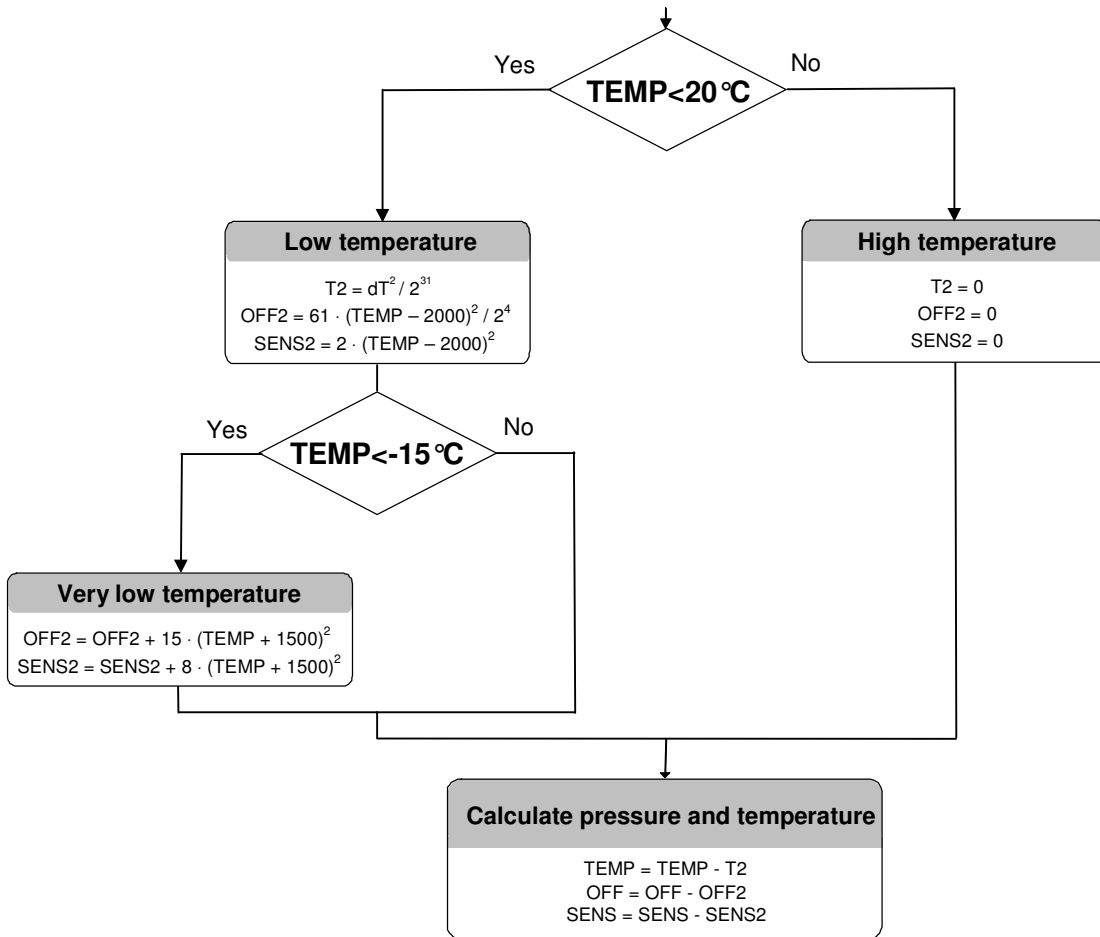 Yes
No
TEMP<20°C
Low temperature
T2 = dT² / 2³¹
OFF2 = 61 · (TEMP – 2000)² / 2⁴
SENS2 = 2 · (TEMP – 2000)²
High temperature
T2 = 0
OFF2 = 0
SENS2 = 0
Yes
No
TEMP<-15°C
Very low temperature
OFF2 = OFF2 + 15 · (TEMP + 1500)²
SENS2 = SENS2 + 8 · (TEMP + 1500)²
Calculate pressure and temperature
TEMP = TEMP - T2
OFF = OFF - OFF2
SENS = SENS - SENS2